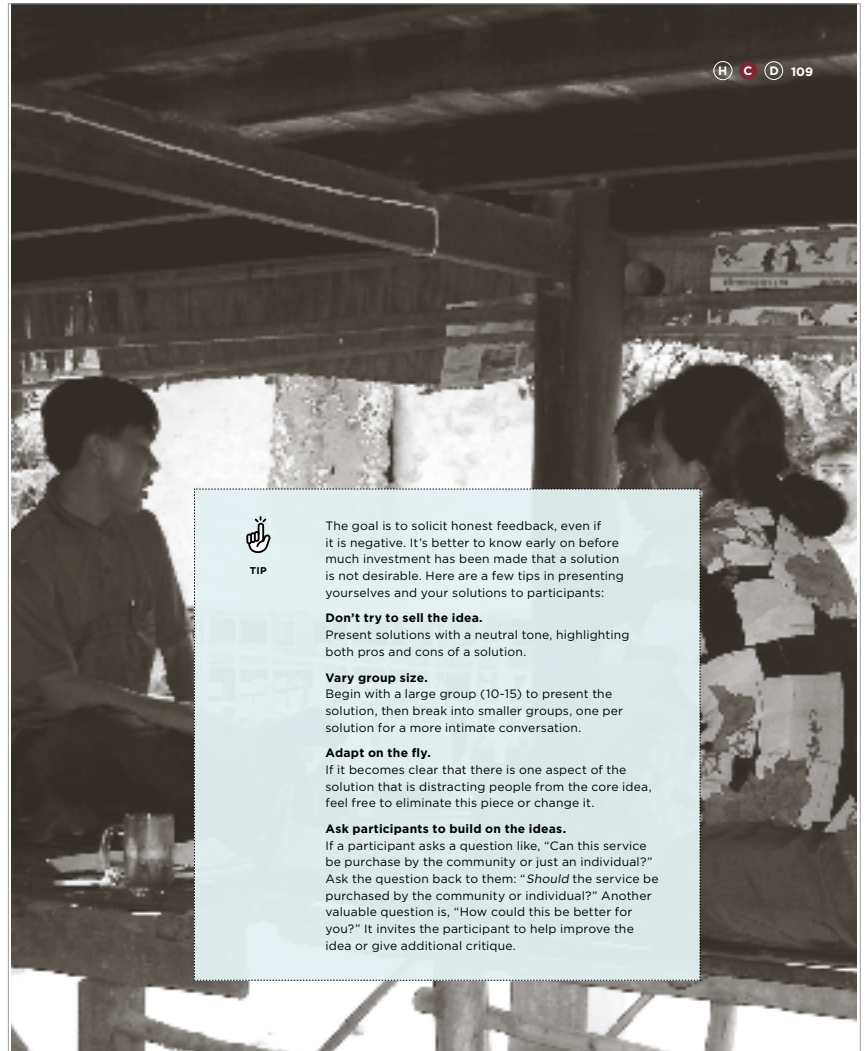 H C D 109
TIP
The goal is to solicit honest feedback, even if
it is negative. It’s better to know early on before
much investment has been made that a solution
is not desirable. Here are a few tips in presenting
yourselves and your solutions to participants:
Don’t try to sell the idea.
Present solutions with a neutral tone, highlighting
both pros and cons of a solution.
Vary group size.
Begin with a large group (10-15) to present the
solution, then break into smaller groups, one per
solution for a more intimate conversation.
Adapt on the fly.
If it becomes clear that there is one aspect of the
solution that is distracting people from the core idea,
feel free to eliminate this piece or change it.
Ask participants to build on the ideas.
If a participant asks a question like, “Can this service
be purchase by the community or just an individual?”
Ask the question back to them: “Should the service be
purchased by the community or individual?” Another
valuable question is, “How could this be better for
you?” It invites the participant to help improve the
idea or give additional critique.